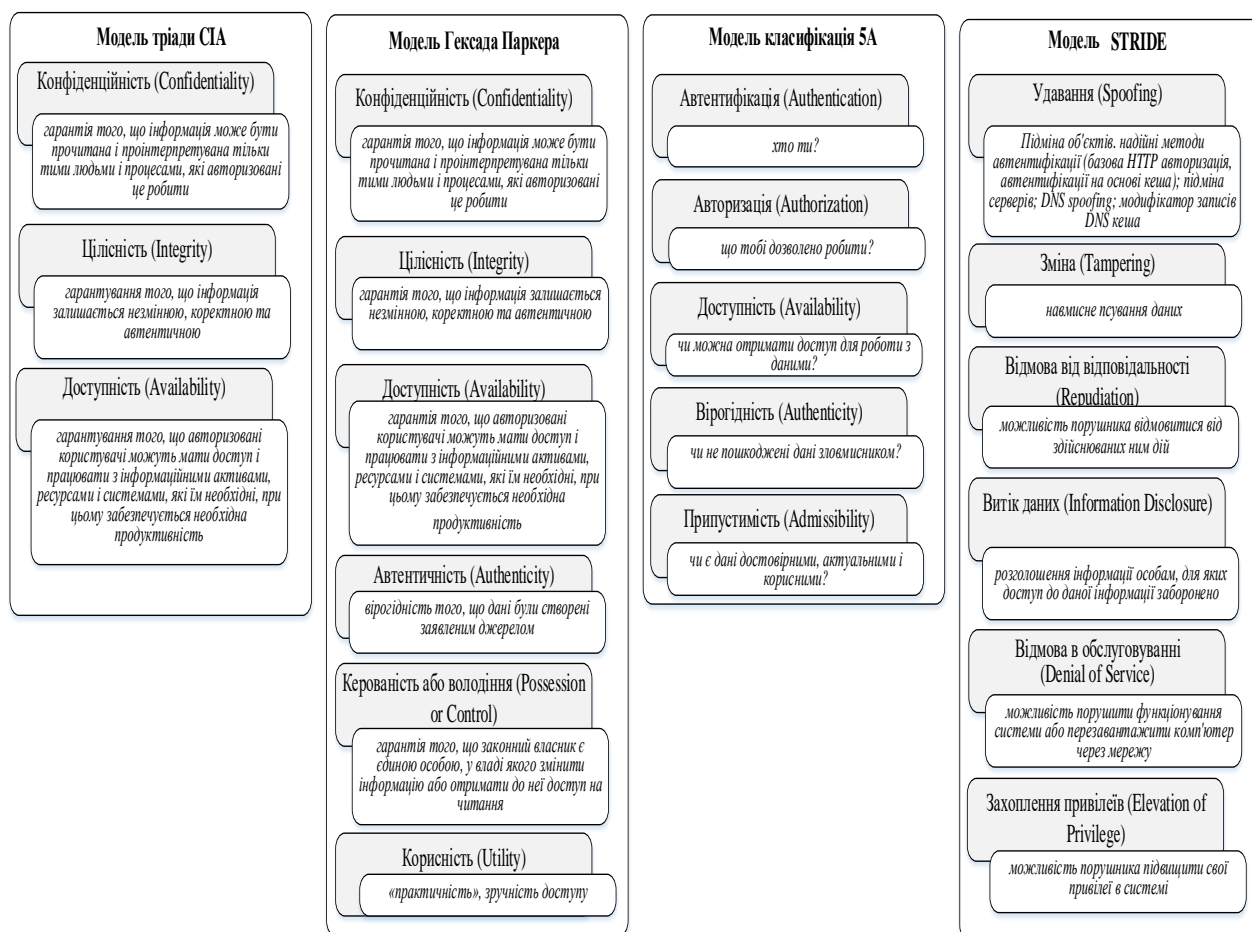 Модель тріади CIA
Конфіденційність (Confidentiality)
гарантія того, що інформація може бути
прочитана і проінтерпретувана тільки
тими людьми і процесами, які авторизовані
це робити
Цілісність (Integrity)
гарантування того, що інформація
залишається незмінною, коректною та
автентичною
Доступність (Availability)
гарантування того, що авторизовані
користувачі можуть мати доступ і
працювати з інформаційними активами,
ресурсами і системами, які їм необхідні, при
цьому забезпечується необхідна
продуктивність
Модель Гексада Паркера
Конфіденційність (Confidentiality)
гарантія того, що інформація може бути
прочитана і проінтерпретувана тільки
тими людьми і процесами, які авторизовані
це робити
Цілісність (Integrity)
гарантія того, що інформація залишається
незмінною, коректною та автентичною
Доступність (Availability)
гарантія того, що авторизовані
користувачі можуть мати доступ і
працювати з інформаційними активами,
ресурсами і системами, які їм необхідні, при
цьому забезпечується необхідна
продуктивність
Автентичність (Authenticity)
вірогідність того, що дані були створені
заявленим джерелом
Керованість або володіння (Possession
or Control)
гарантія того, що законний власник є
єдиною особою, у владі якого змінити
інформацію або отримати до неї доступ на
читання
Корисність (Utility)
«практичність», зручність доступу
Модель класифікація 5A
Автентифікація (Authentication)
хто ти?
Авторизація (Authorization)
що тобі дозволено робити?
Доступність (Availability)
чи можна отримати доступ для роботи з
даними?
Вірогідність (Authenticity)
чи не пошкоджені дані зловмисником?
Припустимість (Admissibility)
чи є дані достовірними, актуальними і
корисними?
Модель STRIDE
Удавання (Spoofing)
Підміна об'єктів. надійні методи
автентифікації (базова HTTP авторизація,
автентифікації на основі кеша); підміна
серверів; DNS spoofing; модифікатор записів
DNS кеша
Зміна (Tampering)
навмисне псування даних
Відмова від відповідальності
(Repudiation)
можливість порушника відмовитися від
здійснюваних ним дій
Витік даних (Information Disclosure)
розголошення інформації особам, для яких
доступ до даної інформації заборонено
Відмова в обслуговуванні
(Denial of Service)
можливість порушити функціонування
системи або перезавантажити комп'ютер
через мережу
Захоплення привілеїв (Elevation of
Privilege)
можливість порушника підвищити свої
привілеї в системі